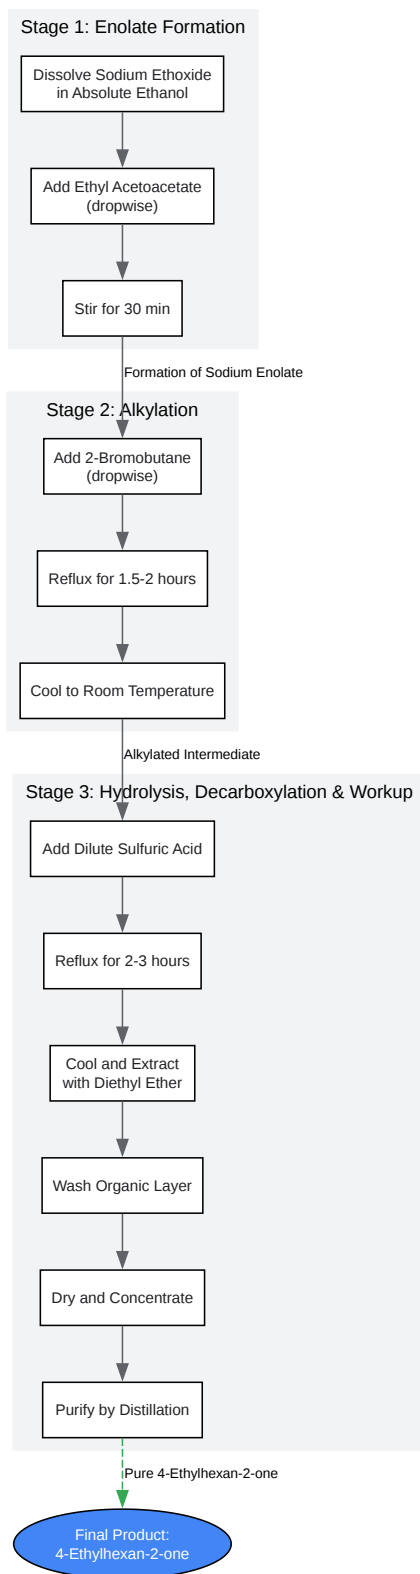 Stage 1: Enolate Formation
Dissolve Sodium Ethoxide
in Absolute Ethanol
Add Ethyl Acetoacetate
(dropwise)
Stir for 30 min
Formation of Sodium Enolate
Stage 2: Alkylation
Add 2-Bromobutane
(dropwise)
Reflux for 1.5-2 hours
Cool to Room Temperature
Alkylated Intermediate
Stage 3: Hydrolysis, Decarboxylation & Workup
Add Dilute Sulfuric Acid
Reflux for 2-3 hours
Cool and Extract
with Diethyl Ether
Wash Organic Layer
Dry and Concentrate
Purify by Distillation
Pure 4-Ethylhexan-2-one
Final Product:
4-Ethylhexan-2-one